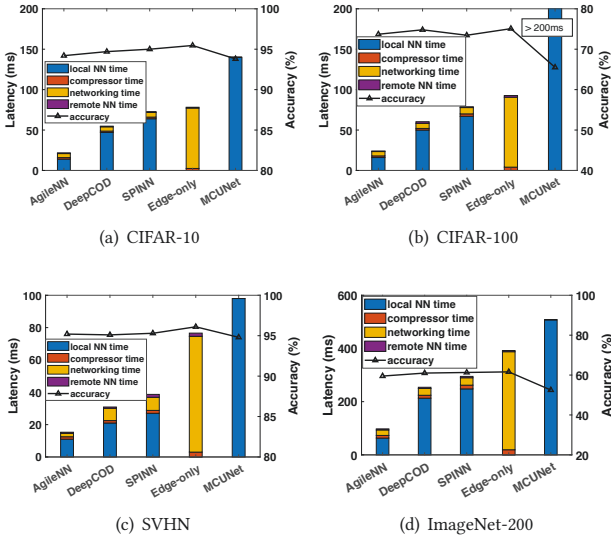 200
150
100
50
0
Latency (ms)
100
95
90
85
80
Accuracy (%)
local NN time
compressor time
networking time
remote NN time
accuracy
AgileNN
DeepCOD
SPINN
Edge-only
MCUNet
(a) CIFAR-10
200
150
100
50
0
Latency (ms)
80
70
60
50
40
Accuracy (%)
> 200ms
local NN time
compressor time
networking time
remote NN time
accuracy
AgileNN
DeepCOD
SPINN
Edge-only
MCUNet
(b) CIFAR-100
100
80
60
40
20
0
Latency (ms)
100
95
90
85
80
Accuracy (%)
local NN time
compressor time
networking time
remote NN time
accuracy
AgileNN
DeepCOD
SPINN
Edge-only
MCUNet
(c) SVHN
600
400
200
0
Latency (ms)
100
80
60
40
20
Accuracy (%)
local NN time
compressor time
networking time
remote NN time
accuracy
AgileNN
DeepCOD
SPINN
Edge-only
MCUNet
(d) ImageNet-200